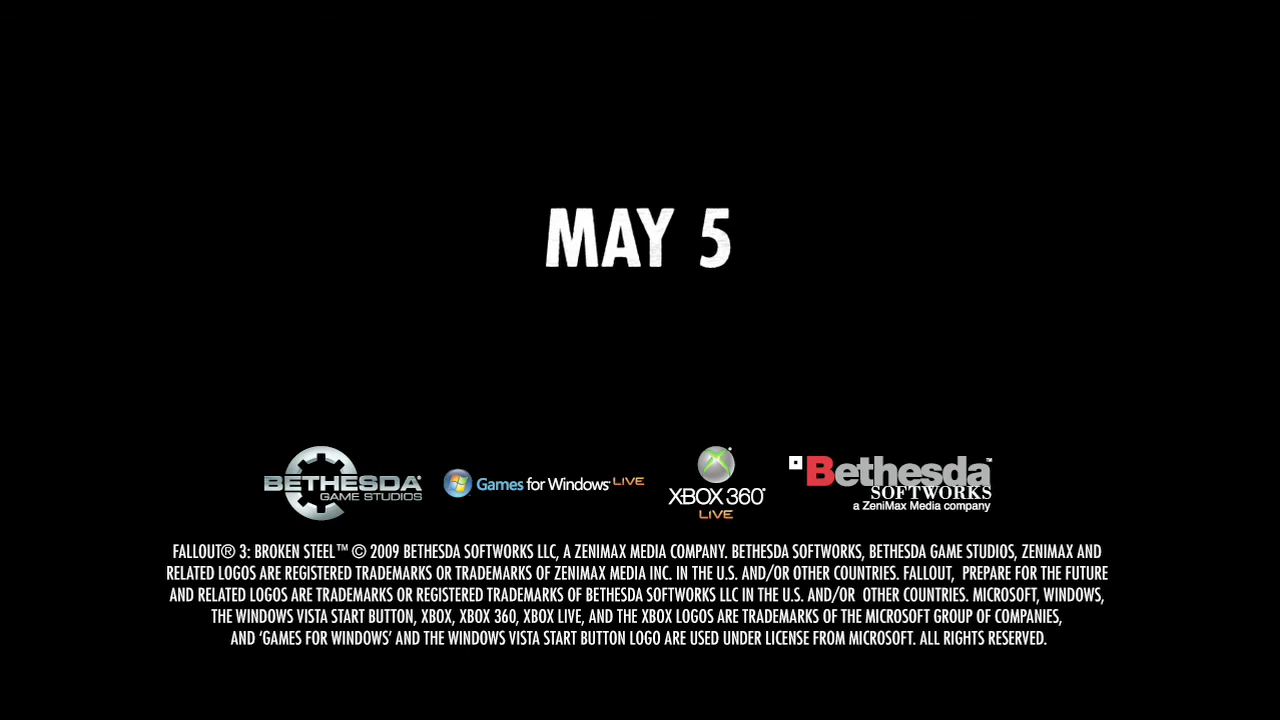 MAY 5
BETHESDA®
GAME STUDIOS
Games for Windows® LIVE
XBOX 360®
LIVE
Bethesda™
SOFTWORKS
a ZeniMax Media company
FALLOUT® 3: BROKEN STEEL™ © 2009 BETHESDA SOFTWORKS LLC, A ZENIMAX MEDIA COMPANY. BETHESDA SOFTWORKS, BETHESDA GAME STUDIOS, ZENIMAX AND
RELATED LOGOS ARE REGISTERED TRADEMARKS OR TRADEMARKS OF ZENIMAX MEDIA INC. IN THE U.S. AND/OR OTHER COUNTRIES. FALLOUT, PREPARE FOR THE FUTURE
AND RELATED LOGOS ARE TRADEMARKS OR REGISTERED TRADEMARKS OF BETHESDA SOFTWORKS LLC IN THE U.S. AND/OR OTHER COUNTRIES. MICROSOFT, WINDOWS,
THE WINDOWS VISTA START BUTTON, XBOX, XBOX 360, XBOX LIVE, AND THE XBOX LOGOS ARE TRADEMARKS OF THE MICROSOFT GROUP OF COMPANIES,
AND ‘GAMES FOR WINDOWS’ AND THE WINDOWS VISTA START BUTTON LOGO ARE USED UNDER LICENSE FROM MICROSOFT. ALL RIGHTS RESERVED.